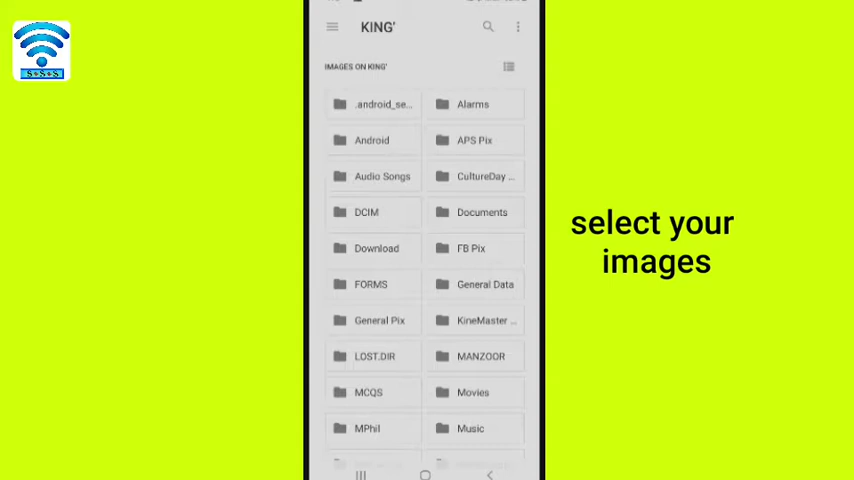 KING'
IMAGES ON KING'
.android_se...
Alarms
Android
APS Pix
Audio Songs
CultureDay ...
DCIM
Documents
Download
FB Pix
FORMS
General Data
General Pix
KineMaster ...
LOST.DIR
MANZOOR
MCQS
Movies
MPhil
Music
select your
images
S+S+S